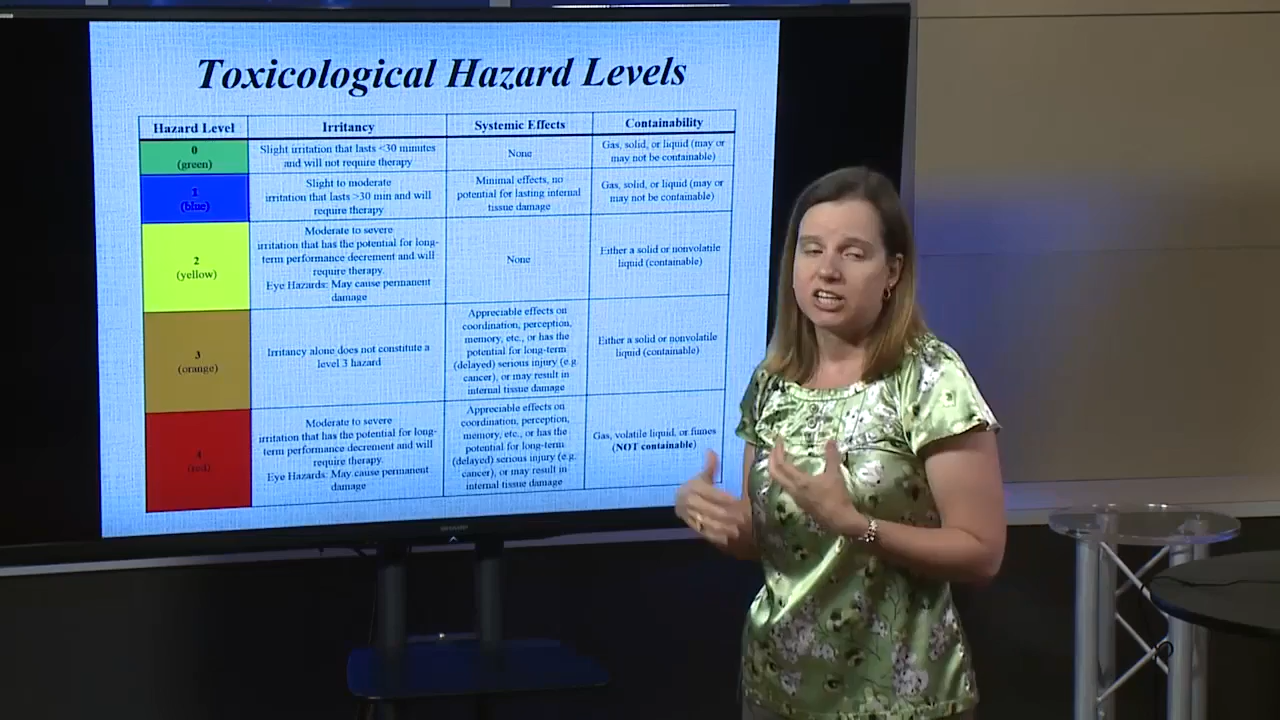 Toxicological Hazard Levels
Hazard Level Irritancy Systemic Effects Containability
0
(green)
Slight irritation that lasts <30 minutes
and will not require therapy
None
Gas, solid, or liquid (may or
may not be containable)
1
(blue)
Slight to moderate
irritation that lasts >30 min and will
require therapy
Minimal effects, no
potential for lasting internal
tissue damage
Gas, solid, or liquid (may or
may not be containable)
2
(yellow)
Moderate to severe
irritation that has the potential for long-
term performance decrement and will
require therapy.
Eye Hazards: May cause permanent
damage
None
Either a solid or nonvolatile
liquid (containable)
3
(orange)
Irritancy alone does not constitute a
level 3 hazard
Appreciable effects on
coordination, perception,
memory, etc., or has the
potential for long-term
(delayed) serious injury (e.g.
cancer), or may result in
internal tissue damage
Either a solid or nonvolatile
liquid (containable)
4
(red)
Moderate to severe
irritation that has the potential for long-
term performance decrement and will
require therapy.
Eye Hazards: May cause permanent
damage
Appreciable effects on
coordination, perception,
memory, etc., or has the
potential for long-term
(delayed) serious injury (e.g.
cancer), or may result in
internal tissue damage
Gas, volatile liquid, or fumes
(NOT containable)
SHARP